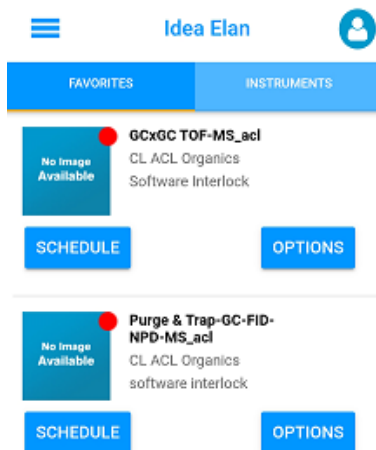 Idea Elan
FAVORITES
INSTRUMENTS
No Image
Available
GCxGC TOF-MS_acl
CL ACL Organics
Software Interlock
SCHEDULE
OPTIONS
No Image
Available
Purge & Trap-GC-FID-
NPD-MS_acl
CL ACL Organics
software interlock
SCHEDULE
OPTIONS